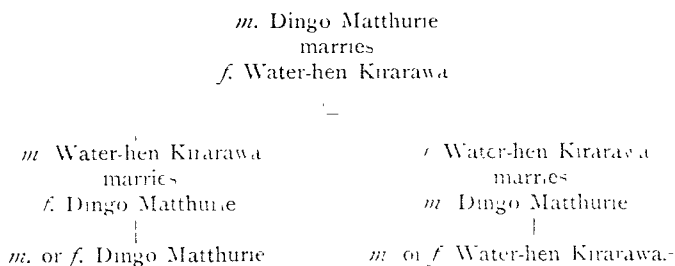 m. Dingo Matthurie
marries
f. Water-hen Kirarawa
m Water-hen Kirarawa
marries
f. Dingo Matthurie
m. or f. Dingo Matthurie
f Water-hen Kirarawa
marries
m Dingo Matthurie
m or f Water-hen Kirarawa.